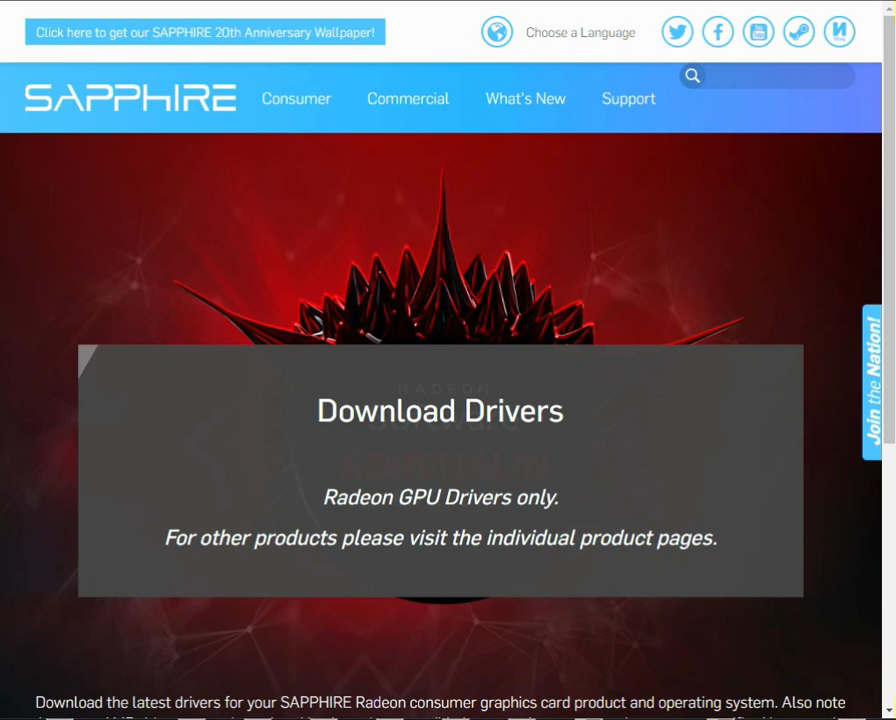 Click here to get our SAPPHIRE 20th Anniversary Wallpaper!
Choose a Language
SAPPHIRE
Consumer
Commercial
What's New
Support
Join the Nation!
RADEON
Download Drivers
Radeon GPU Drivers only.
For other products please visit the individual product pages.
Download the latest drivers for your SAPPHIRE Radeon consumer graphics card product and operating system. Also note